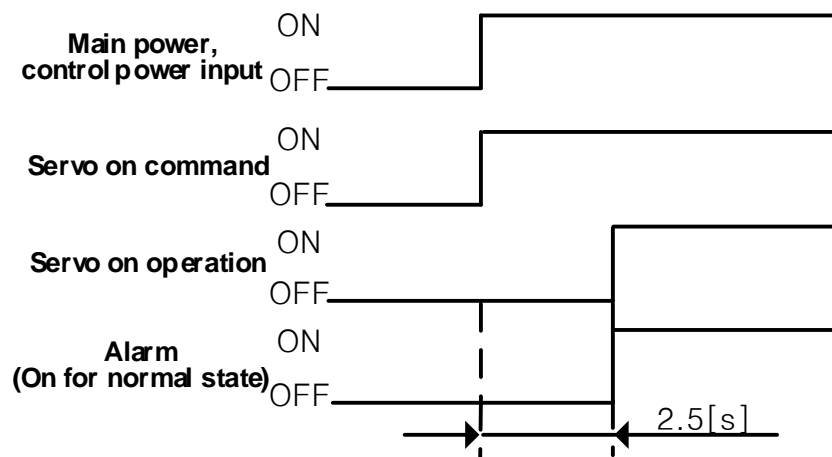 ON
Main power,
control power input
OFF
ON
Servo on command
OFF
ON
Servo on operation
OFF
ON
Alarm
(On for normal state)
OFF
2.5[s]